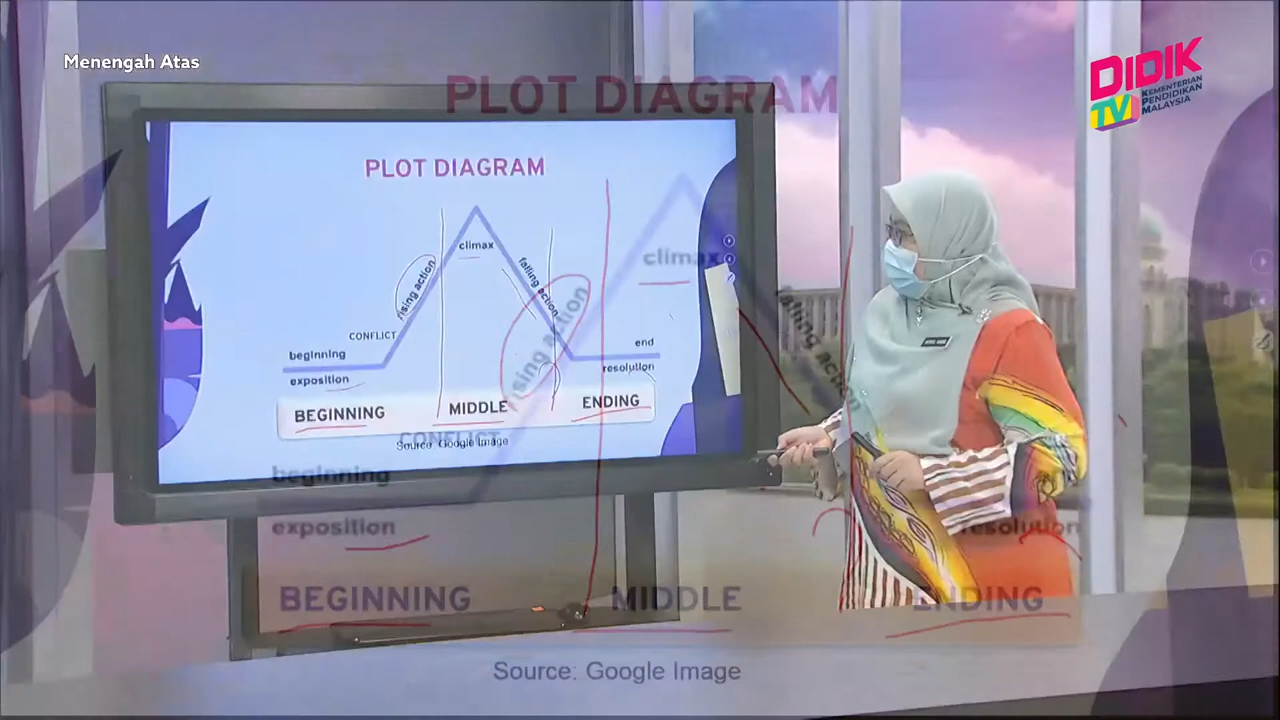 Menengah Atas
DIDIK
TV
KEMENTERIAN
PENDIDIKAN
MALAYSIA
PLOT DIAGRAM
PLOT DIAGRAM
climax
rising action
falling action
CONFLICT
beginning
end
exposition
resolution
BEGINNING MIDDLE ENDING
Source: Google Image
climax
rising action
falling action
CONFLICT
beginning
exposition
resolution
BEGINNING MIDDLE ENDING
Source: Google Image